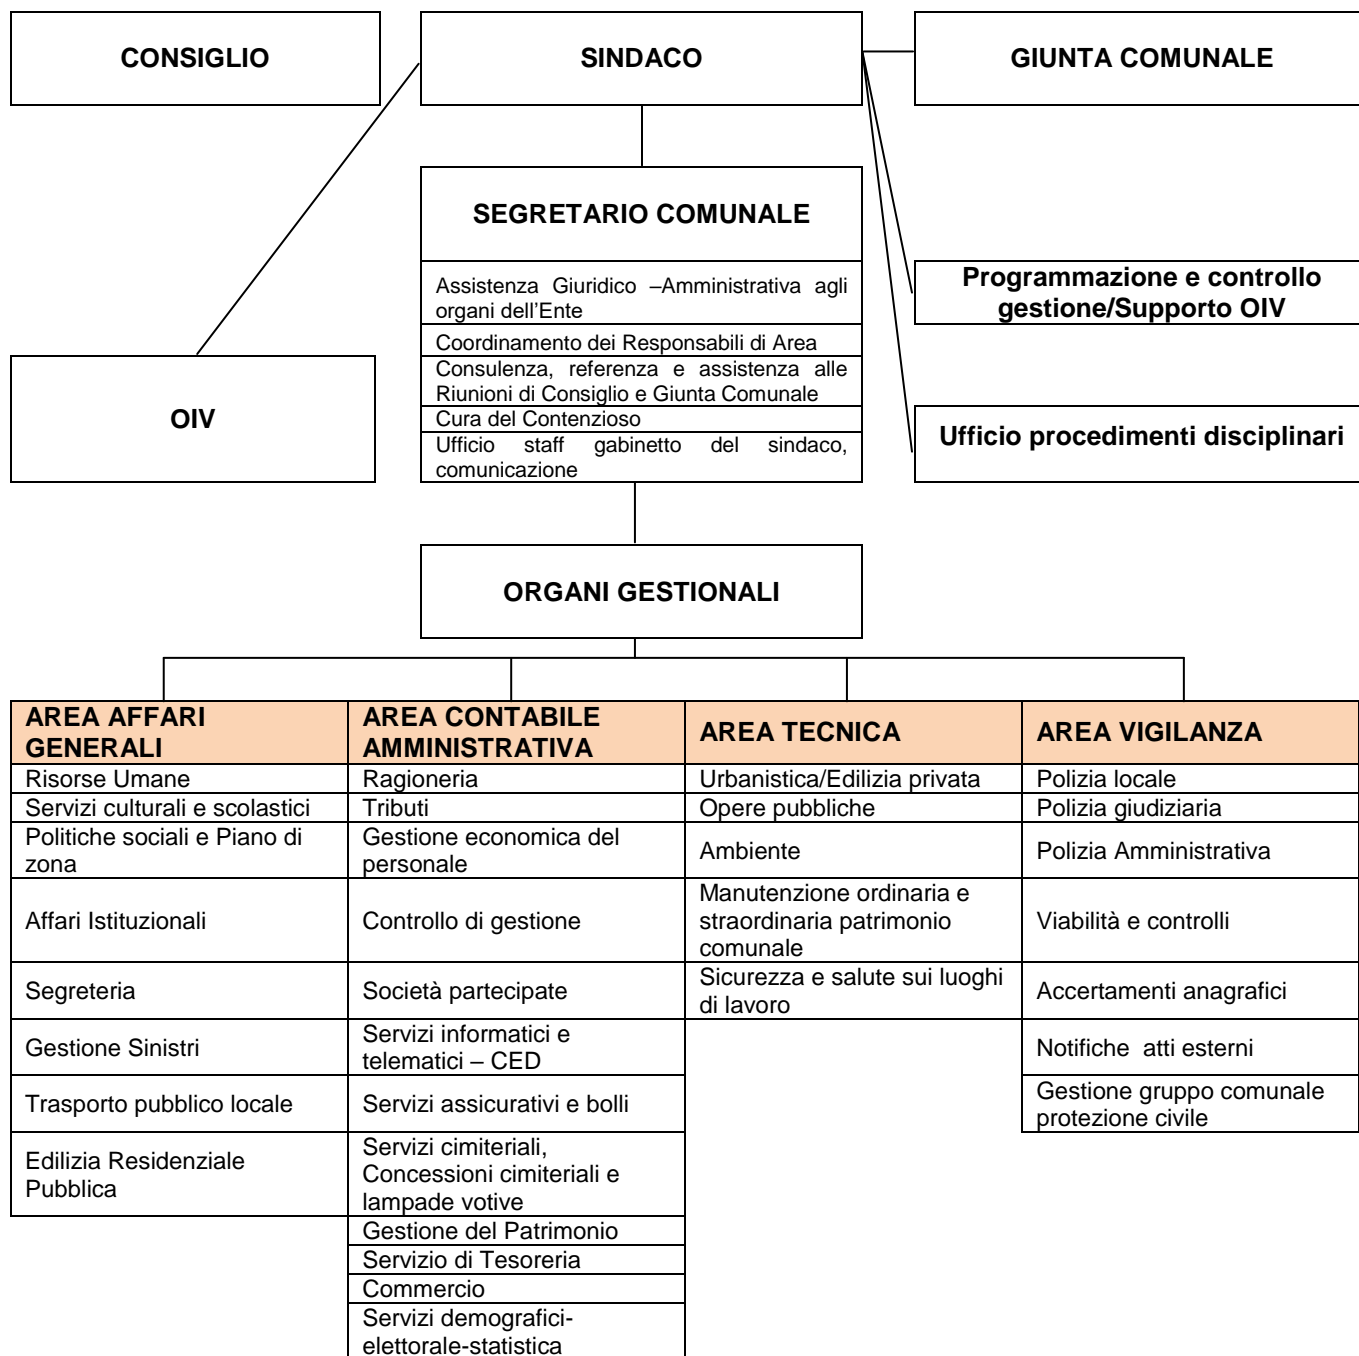 CONSIGLIO
SINDACO
GIUNTA COMUNALE
SEGRETARIO COMUNALE
Assistenza Giuridico –Amministrativa agli
organi dell’Ente
Coordinamento dei Responsabili di Area
Consulenza, referenza e assistenza alle
Riunioni di Consiglio e Giunta Comunale
Cura del Contenzioso
Ufficio staff gabinetto del sindaco,
comunicazione
Programmazione e controllo
gestione/Supporto OIV
OIV
Ufficio procedimenti disciplinari
ORGANI GESTIONALI
AREA AFFARI
GENERALI
Risorse Umane
Servizi culturali e scolastici
Politiche sociali e Piano di
zona
Affari Istituzionali
Segreteria
Gestione Sinistri
Trasporto pubblico locale
Edilizia Residenziale
Pubblica
AREA CONTABILE
AMMINISTRATIVA
Ragioneria
Tributi
Gestione economica del
personale
Controllo di gestione
Società partecipate
Servizi informatici e
telematici – CED
Servizi assicurativi e bolli
Servizi cimiteriali,
Concessioni cimiteriali e
lampade votive
Gestione del Patrimonio
Servizio di Tesoreria
Commercio
Servizi demografici-
elettorale-statistica
AREA TECNICA
Urbanistica/Edilizia privata
Opere pubbliche
Ambiente
Manutenzione ordinaria e
straordinaria patrimonio
comunale
Sicurezza e salute sui luoghi
di lavoro
AREA VIGILANZA
Polizia locale
Polizia giudiziaria
Polizia Amministrativa
Viabilità e controlli
Accertamenti anagrafici
Notifiche  atti esterni
Gestione gruppo comunale
protezione civile